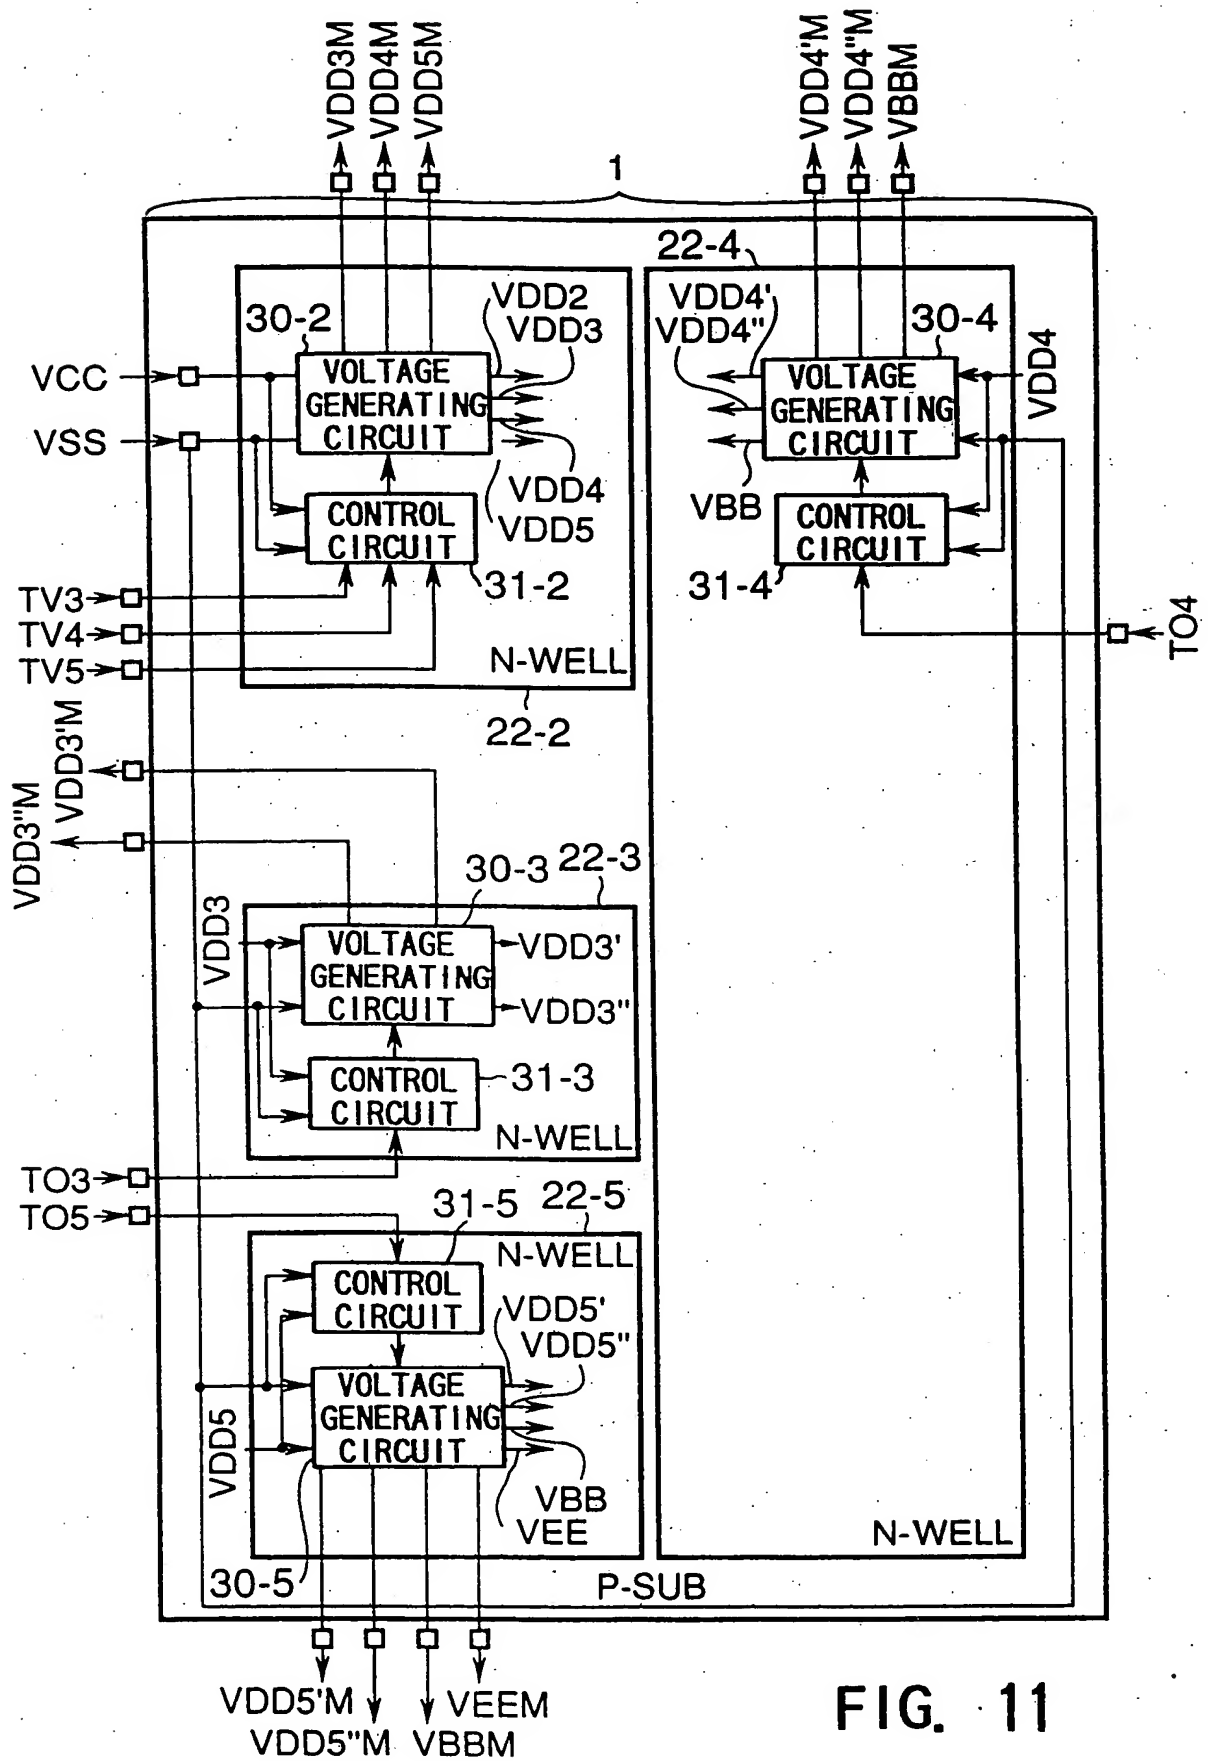 VDD3M
VDD4M
VDD5M
VDD4'M
VDD4"M
VBBM
1
22-4
30-2
VDD2
VDD3
VDD4'
VDD4"
30-4
VCC
VSS
VOLTAGE
GENERATING
CIRCUIT
VOLTAGE
GENERATING
CIRCUIT
VDD4
VDD4
VDD5
VBB
CONTROL
CIRCUIT
CONTROL
CIRCUIT
31-2
31-4
TV3
TV4
TV5
TO4
N-WELL
22-2
VDD3'M
VDD3"M
22-3
30-3
VDD3
VOLTAGE
GENERATING
CIRCUIT
VDD3'
VDD3"
CONTROL
CIRCUIT
31-3
N-WELL
TO3
TO5
31-5
22-5
N-WELL
CONTROL
CIRCUIT
VDD5'
VDD5"
VOLTAGE
GENERATING
CIRCUIT
VDD5
VBB
VEE
N-WELL
30-5
P-SUB
VDD5'M
VEEM
VDD5"M
VBBM
FIG. 11